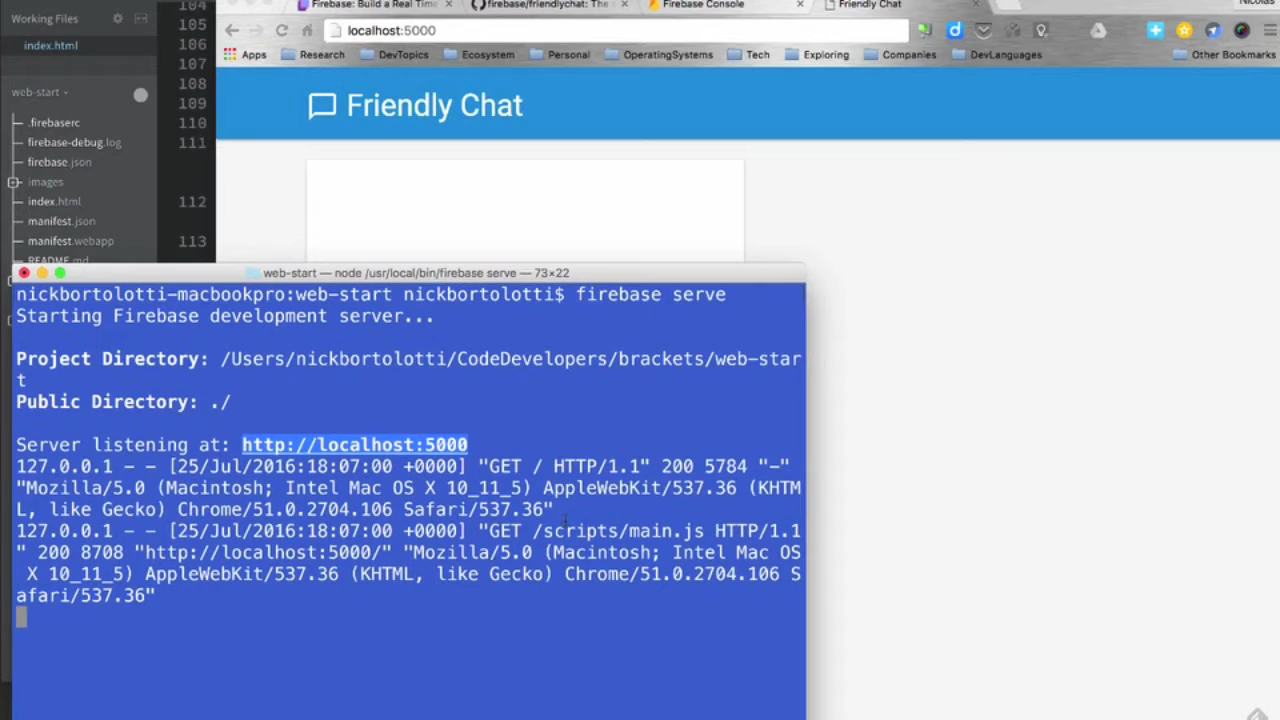 Working Files
index.html
web-start
.firebaserc
firebase-debug.log
firebase.json
images
index.html
manifest.json
manifest.webapp
README.md
104
105
106
107
108
109
110
111
112
113
Firebase: Build a Real Time
firebase/friendlychat: The
Firebase Console
Friendly Chat
Nicolas
localhost:5000
Apps Research DevTopics Ecosystem Personal OperatingSystems Tech Exploring Companies DevLanguages Other Bookmarks
Friendly Chat
web-start — node /usr/local/bin/firebase serve — 73×22
nickbortolotti-macbookpro:web-start nickbortolotti$ firebase serve
Starting Firebase development server...
Project Directory: /Users/nickbortolotti/CodeDevelopers/brackets/web-star
t
Public Directory: ./
Server listening at: http://localhost:5000
127.0.0.1 - - [25/Jul/2016:18:07:00 +0000] "GET / HTTP/1.1" 200 5784 "-"
"Mozilla/5.0 (Macintosh; Intel Mac OS X 10_11_5) AppleWebKit/537.36 (KHTM
L, like Gecko) Chrome/51.0.2704.106 Safari/537.36"
127.0.0.1 - - [25/Jul/2016:18:07:00 +0000] "GET /scripts/main.js HTTP/1.1
" 200 8708 "http://localhost:5000/" "Mozilla/5.0 (Macintosh; Intel Mac OS
X 10_11_5) AppleWebKit/537.36 (KHTML, like Gecko) Chrome/51.0.2704.106 S
afari/537.36"